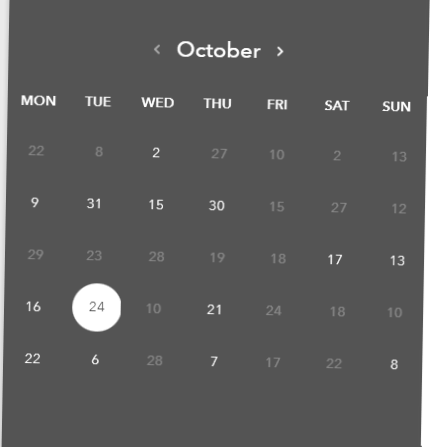 < October >
MON TUE WED THU FRI SAT SUN
22 8 2 27 10 2 13
9 31 15 30 15 27 12
29 23 28 19 18 17 13
16 24 10 21 24 18 10
22 6 28 7 17 22 8